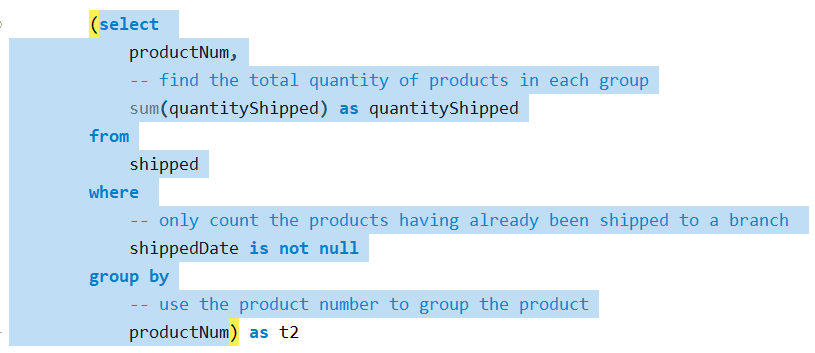 (select
productNum,
-- find the total quantity of products in each group
sum(quantityShipped) as quantityShipped
from
shipped
where
-- only count the products having already been shipped to a branch
shippedDate is not null
group by
-- use the product number to group the product
productNum) as t2